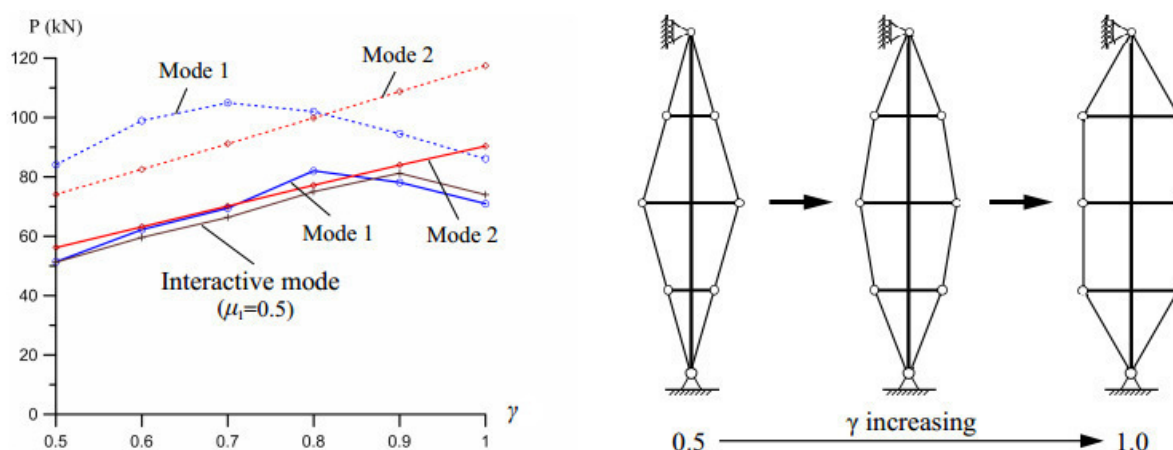 P (kN)
120
100
80
60
40
20
0
Mode 1
Mode 2
Mode 1
Mode 2
Interactive mode
(μ₁=0.5)
γ
0.5 0.6 0.7 0.8 0.9 1
γ increasing
0.5 1.0